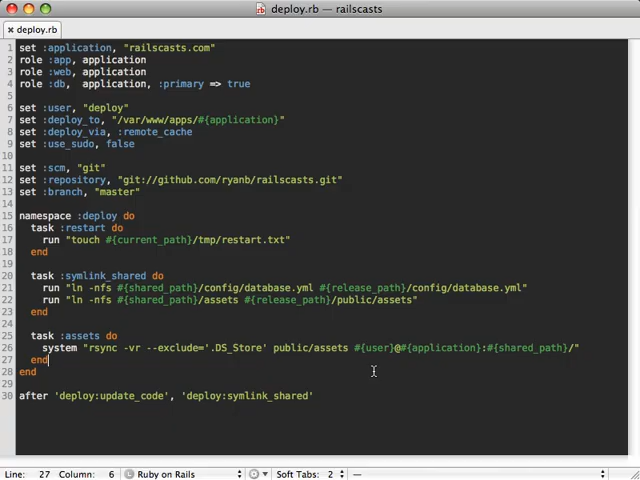 deploy.rb — railscasts
✖ deploy.rb
1 set :application, "railscasts.com"
2 role :app, application
3 role :web, application
4 role :db,  application, :primary => true
5
6 set :user, "deploy"
7 set :deploy_to, "/var/www/apps/#{application}"
8 set :deploy_via, :remote_cache
9 set :use_sudo, false
10
11 set :scm, "git"
12 set :repository, "git://github.com/ryanb/railscasts.git"
13 set :branch, "master"
14
15 namespace :deploy do
16   task :restart do
17     run "touch #{current_path}/tmp/restart.txt"
18   end
19
20   task :symlink_shared do
21     run "ln -nfs #{shared_path}/config/database.yml #{release_path}/config/database.yml"
22     run "ln -nfs #{shared_path}/assets #{release_path}/public/assets"
23   end
24
25   task :assets do
26     system "rsync -vr --exclude='.DS_Store' public/assets #{user}@#{application}:#{shared_path}/"
27   end
28 end
29
30 after 'deploy:update_code', 'deploy:symlink_shared'
Line: 27 Column: 6 L Ruby on Rails Soft Tabs: 2 —